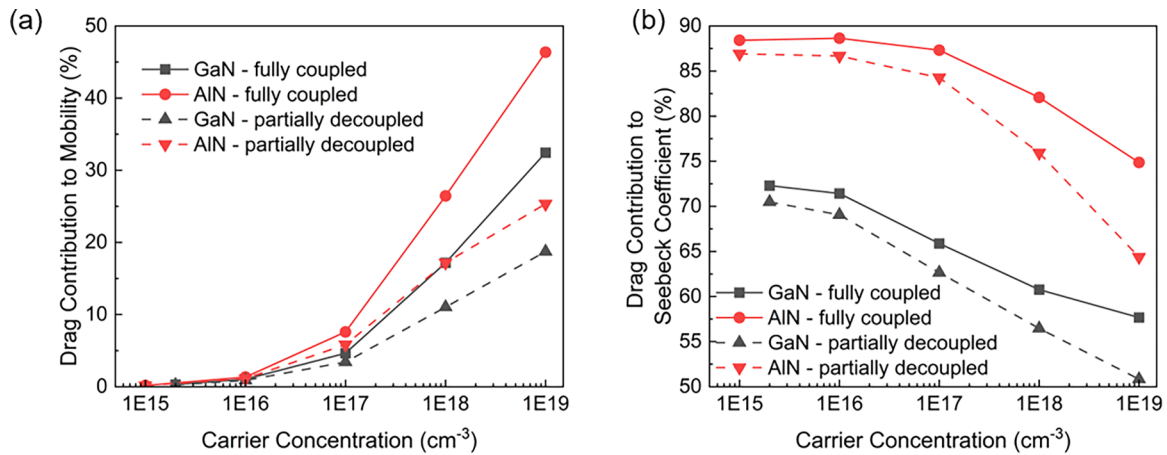 (a)
Drag Contribution to Mobility (%)
50
40
30
20
10
0
GaN - fully coupled
AlN - fully coupled
GaN - partially decoupled
AlN - partially decoupled
1E15 1E16 1E17 1E18 1E19
Carrier Concentration (cm-3)
(b)
Drag Contribution to
Seebeck Coefficient (%)
90
85
80
75
70
65
60
55
50
GaN - fully coupled
AlN - fully coupled
GaN - partially decoupled
AlN - partially decoupled
1E15 1E16 1E17 1E18 1E19
Carrier Concentration (cm-3)